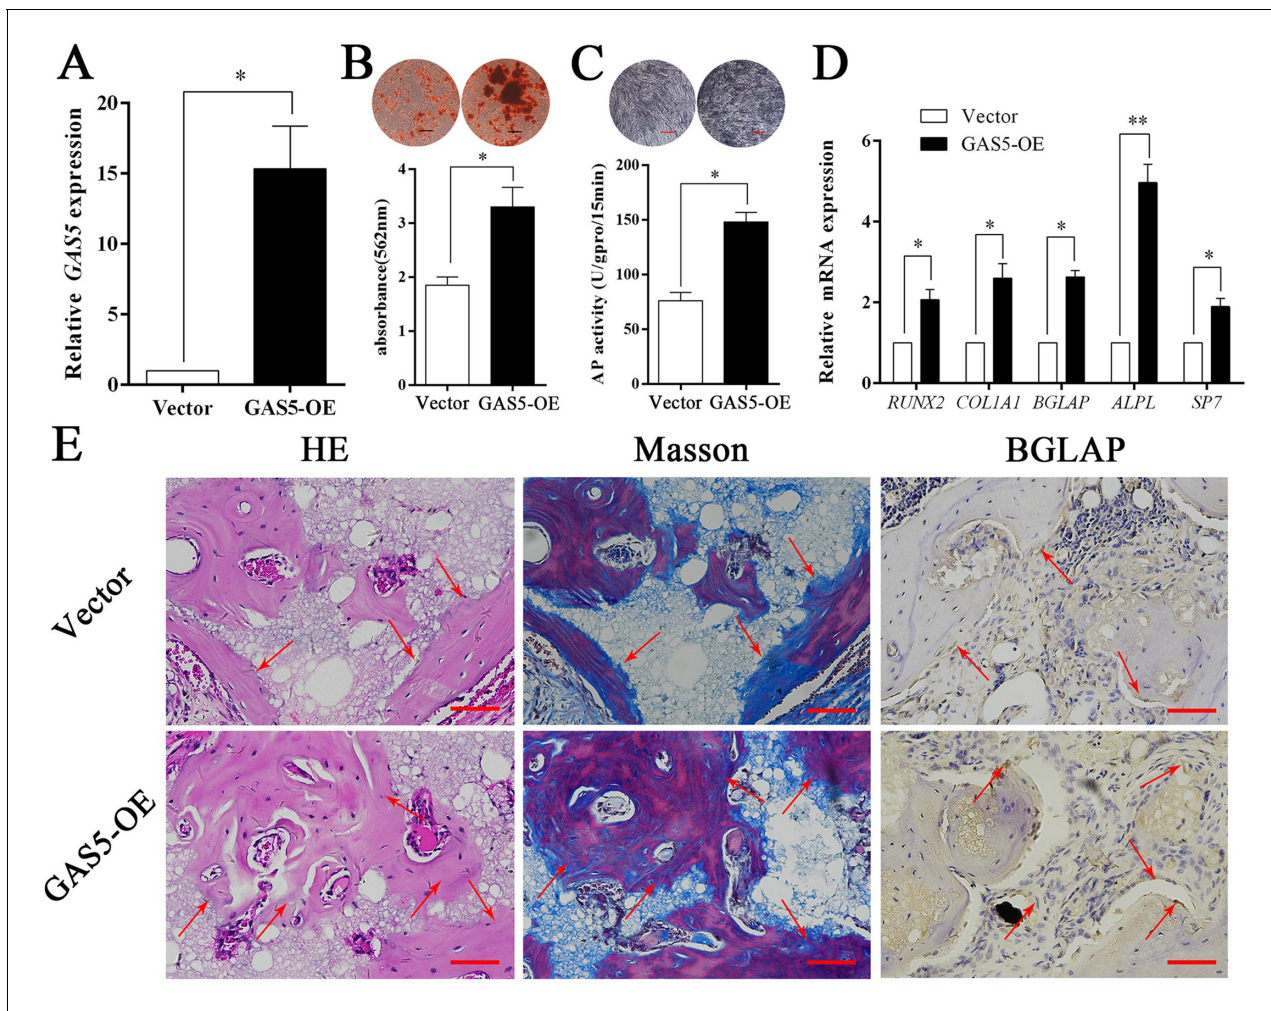 A
Relative GAS5 expression
20
15
10
5
0
*
Vector GAS5-OE
B
absorbance(562nm)
4
3
2
1
0
*
Vector GAS5-OE
C
AP activity (U/gpro/15min)
200
150
100
50
0
*
Vector GAS5-OE
D
Vector
GAS5-OE
Relative mRNA expression
6
4
2
0
* * * ** *
RUNX2 COL1A1 BGLAP ALPL SP7
E
HE Masson BGLAP
Vector
GAS5-OE